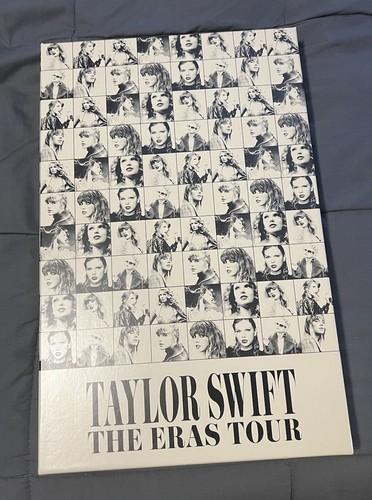 TAYLOR SWIFT
THE ERAS TOUR